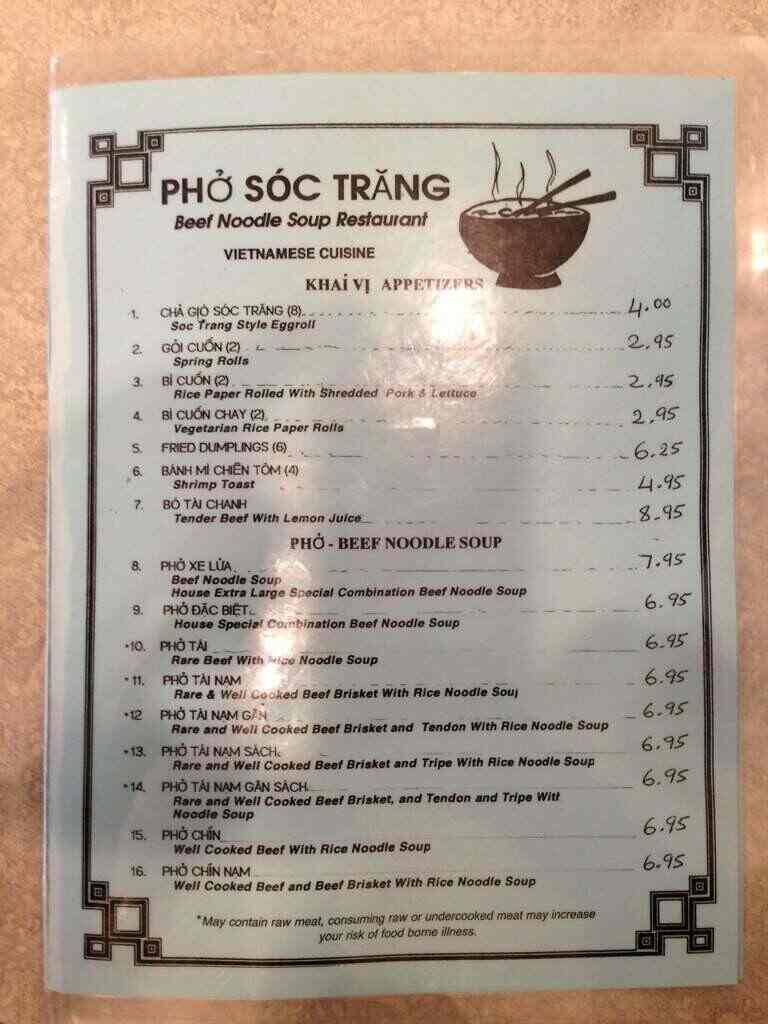 PHỞ SÓC TRĂNG
Beef Noodle Soup Restaurant
VIETNAMESE CUISINE
KHAİ VỊ APPETIZERS
1. CHẢ GIÒ SÓC TRĂNG (8) 4.00
Soc Trang Style Eggroll
2. GỎI CUỐN (2) 2.95
Spring Rolls
3. BÌ CUỐN (2) 2.95
Rice Paper Rolled With Shredded Pork & Lettuce
4. BÌ CUỐN CHAY (2) 2.95
Vegetarian Rice Paper Rolls
5. FRIED DUMPLINGS (6) 6.25
6. BÁNH MÌ CHIÊN TÔM (4) 4.95
Shrimp Toast
7. BÒ TÁI CHANH 8.95
Tender Beef With Lemon Juice
PHỞ - BEEF NOODLE SOUP
8. PHỞ XE LỬA 7.95
Beef Noodle Soup
House Extra Large Special Combination Beef Noodle Soup
9. PHỞ ĐẶC BIỆT 6.95
House Special Combination Beef Noodle Soup
*10. PHỞ TÁI 6.95
Rare Beef With Rice Noodle Soup
*11. PHỞ TÁI NẠM 6.95
Rare & Well Cooked Beef Brisket With Rice Noodle Soup
*12 PHỞ TÁI NẠM GÂN 6.95
Rare and Well Cooked Beef Brisket and Tendon With Rice Noodle Soup
*13. PHỞ TÁI NẠM SÁCH 6.95
Rare and Well Cooked Beef Brisket and Tripe With Rice Noodle Soup
*14. PHỞ TÁI NẠM GÂN SÁCH 6.95
Rare and Well Cooked Beef Brisket, and Tendon and Tripe With
Noodle Soup
15. PHỞ CHÍN 6.95
Well Cooked Beef With Rice Noodle Soup
16. PHỞ CHÍN NẠM 6.95
Well Cooked Beef and Beef Brisket With Rice Noodle Soup
*May contain raw meat, consuming raw or undercooked meat may increase
your risk of food borne illness.